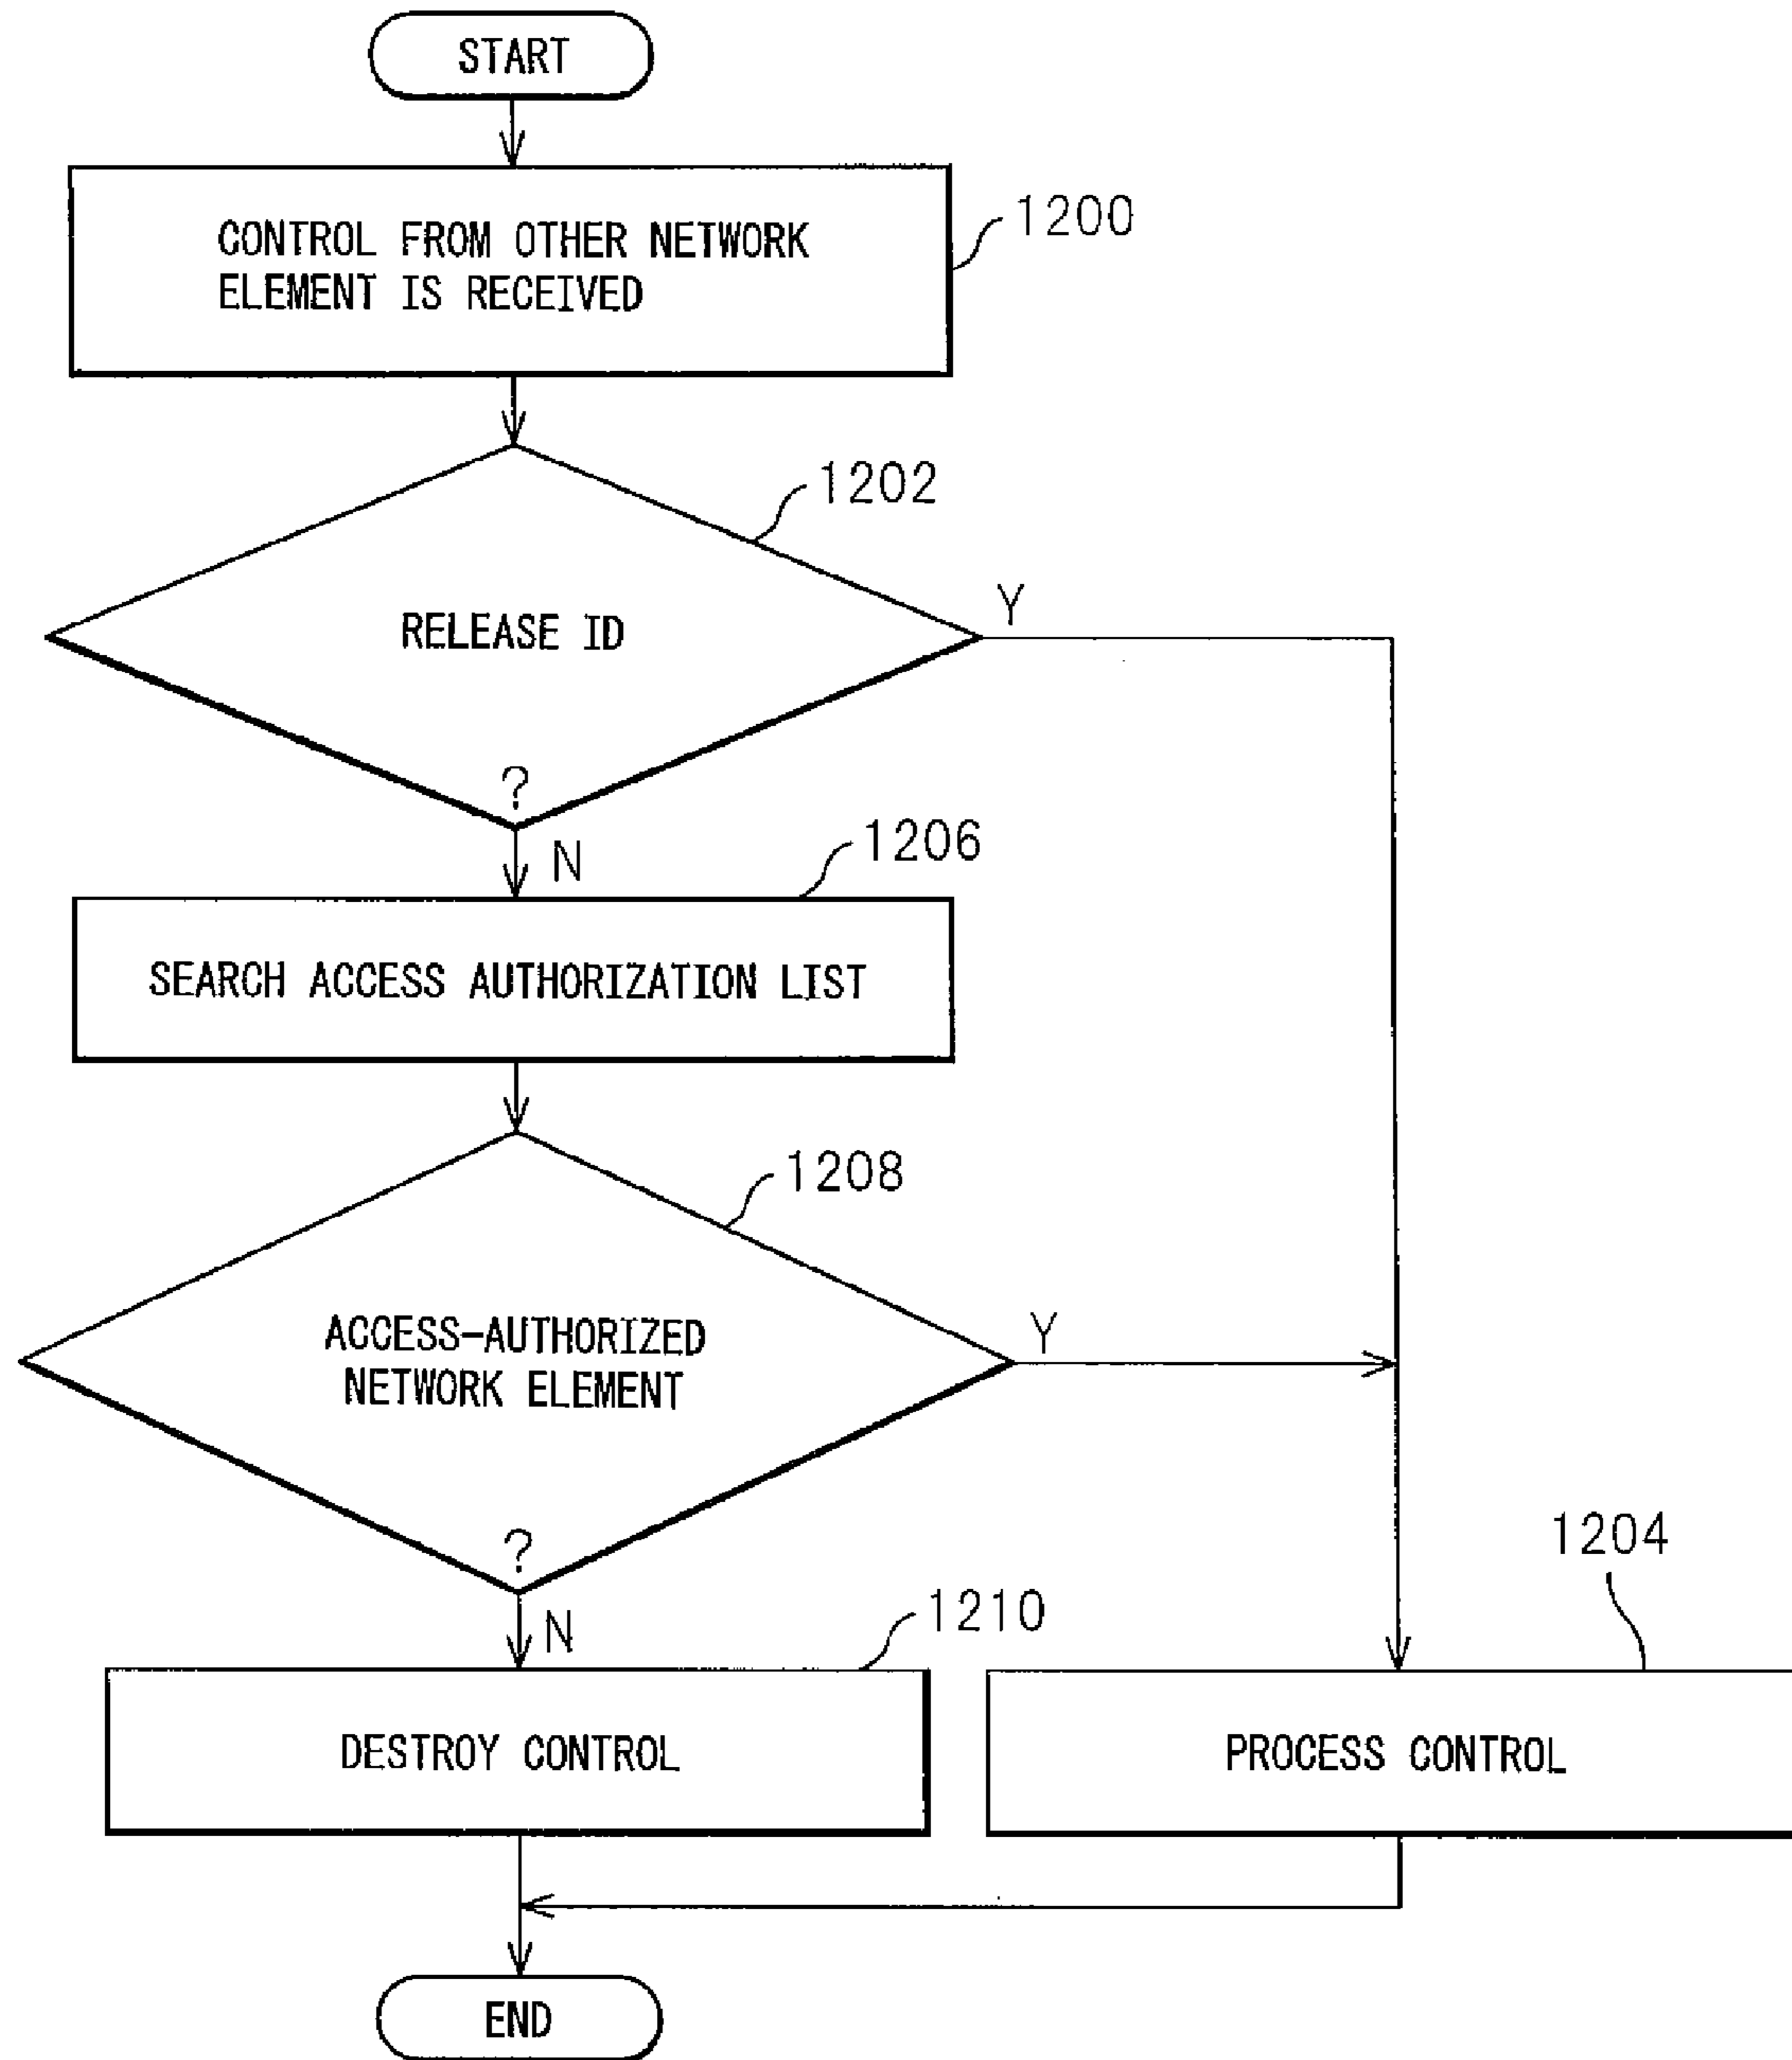 START
CONTROL FROM OTHER NETWORK
ELEMENT IS RECEIVED
1200
1202
RELEASE ID
Y
?
N
1206
SEARCH ACCESS AUTHORIZATION LIST
1208
ACCESS-AUTHORIZED
NETWORK ELEMENT
Y
?
N
1210
1204
DESTROY CONTROL
PROCESS CONTROL
END